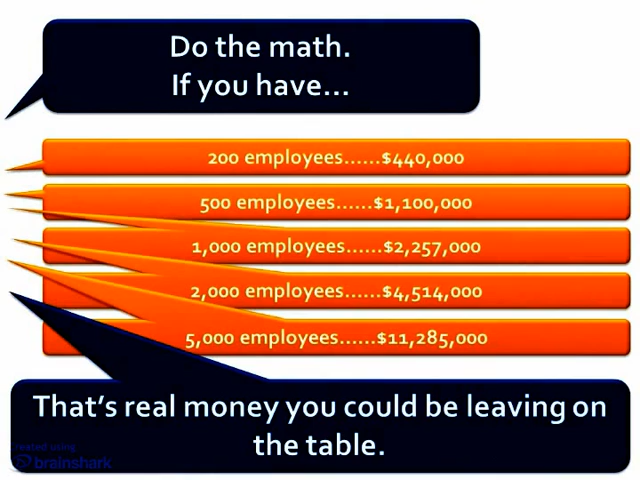 Do the math.
If you have...
200 employees......$440,000
500 employees......$1,100,000
1,000 employees......$2,257,000
2,000 employees......$4,514,000
5,000 employees......$11,285,000
That's real money you could be leaving on
the table.
reated using
brainshark